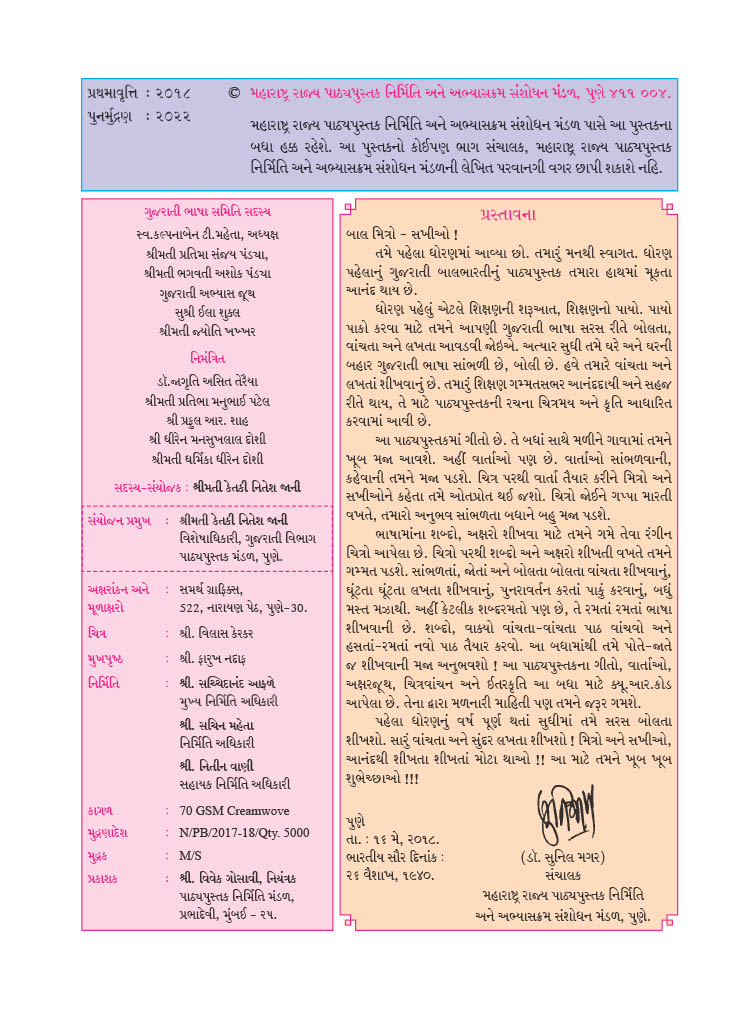 પ્રથમાવૃત્તિ : ૨૦૧૮
પુનર્મુદ્રણ : ૨૦૨૨
© મહારાષ્ટ્ર રાજ્ય પાઠ્યપુસ્તક નિર્મિતિ અને અભ્યાસક્રમ સંશોધન મંડળ, પુણે ૪૧૧ ૦૦૪.
મહારાષ્ટ્ર રાજ્ય પાઠ્યપુસ્તક નિર્મિતિ અને અભ્યાસક્રમ સંશોધન મંડળ પાસે આ પુસ્તકના
બધા હક્ક રહેશે. આ પુસ્તકનો કોઈપણ ભાગ સંચાલક, મહારાષ્ટ્ર રાજ્ય પાઠ્યપુસ્તક
નિર્મિતિ અને અભ્યાસક્રમ સંશોધન મંડળની લેખિત પરવાનગી વગર છાપી શકાશે નહિ.
ગુજરાતી ભાષા સમિતિ સદસ્ય
સ્વ.કલ્પનાબેન ટી.મહેતા, અધ્યક્ષ
શ્રીમતી પ્રતિમા સંજય પંડ્યા,
શ્રીમતી ભગવતી અશોક પંડ્યા
ગુજરાતી અભ્યાસ જૂથ
સુશ્રી ઈલા શુક્લ
શ્રીમતી જ્યોતિ ખખ્ખર
નિમંત્રિત
ડૉ.જાગૃતિ અસિત તેરૈયા
શ્રીમતી પ્રતિભા મનુભાઈ પટેલ
શ્રી પ્રફુલ આર. શાહ
શ્રી ધીરેન મનસુખલાલ દોશી
શ્રીમતી ધર્મિકા ધીરેન દોશી
સદસ્ય-સંયોજક : શ્રીમતી કેતકી નિતેશ જાની
સંયોજન પ્રમુખ : શ્રીમતી કેતકી નિતેશ જાની
વિશેષાધિકારી, ગુજરાતી વિભાગ
પાઠ્યપુસ્તક મંડળ, પુણે.
અક્ષરાંકન અને : સમર્થ ગ્રાફિક્સ,
મૂળાક્ષરો 522, નારાયણ પેઠ, પુણે-30.
ચિત્ર : શ્રી. વિલાસ કેરકર
મુખપૃષ્ઠ : શ્રી. ફારુખ નદાફ
નિર્મિતિ : શ્રી. સચ્ચિદાનંદ આફળે
મુખ્ય નિર્મિતિ અધિકારી
શ્રી. સચિન મહેતા
નિર્મિતિ અધિકારી
શ્રી. નિતીન વાણી
સહાયક નિર્મિતિ અધિકારી
કાગળ : 70 GSM Creamwove
મુદ્રણાદેશ : N/PB/2017-18/Qty. 5000
મુદ્રક : M/S
પ્રકાશક : શ્રી. વિવેક ગોસાવી, નિયંત્રક
પાઠ્યપુસ્તક નિર્મિતિ મંડળ,
પ્રભાદેવી, મુંબઈ - ૨૫.
પ્રસ્તાવના
બાલ મિત્રો - સખીઓ !
તમે પહેલા ધોરણમાં આવ્યા છો. તમારું મનથી સ્વાગત. ધોરણ
પહેલાનું ગુજરાતી બાલભારતીનું પાઠ્યપુસ્તક તમારા હાથમાં મૂકતા
આનંદ થાય છે.
ધોરણ પહેલું એટલે શિક્ષણની શરૂઆત, શિક્ષણનો પાયો. પાયો
પાકો કરવા માટે તમને આપણી ગુજરાતી ભાષા સરસ રીતે બોલતા,
વાંચતા અને લખતા આવડવી જોઇએ. અત્યાર સુધી તમે ઘરે અને ઘરની
બહાર ગુજરાતી ભાષા સાંભળી છે, બોલી છે. હવે તમારે વાંચતા અને
લખતાં શીખવાનું છે. તમારું શિક્ષણ ગમ્મતસભર આનંદદાયી અને સહજ
રીતે થાય, તે માટે પાઠ્યપુસ્તકની રચના ચિત્રમય અને કૃતિ આધારિત
કરવામાં આવી છે.
આ પાઠ્યપુસ્તકમાં ગીતો છે. તે બધાં સાથે મળીને ગાવામાં તમને
ખૂબ મજા આવશે. અહીં વાર્તાઓ પણ છે. વાર્તાઓ સાંભળવાની,
કહેવાની તમને મજા પડશે. ચિત્ર પરથી વાર્તા તૈયાર કરીને મિત્રો અને
સખીઓને કહેતા તમે ઓતપ્રોત થઈ જશો. ચિત્રો જોઈને ગપ્પા મારતી
વખતે, તમારો અનુભવ સાંભળતા બધાને બહુ મજા પડશે.
ભાષામાંના શબ્દો, અક્ષરો શીખવા માટે તમને ગમે તેવા રંગીન
ચિત્રો આપેલા છે. ચિત્રો પરથી શબ્દો અને અક્ષરો શીખતી વખતે તમને
ગમ્મત પડશે. સાંભળતાં, જોતાં અને બોલતા બોલતા વાંચતા શીખવાનું,
ઘૂંટતા ઘૂંટતા લખતા શીખવાનું, પુનરાવર્તન કરતાં પાકું કરવાનું, બધું
મસ્ત મઝાથી. અહીં કેટલીક શબ્દરમતો પણ છે, તે રમતાં રમતાં ભાષા
શીખવાની છે. શબ્દો, વાક્યો વાંચતા-વાંચતા પાઠ વાંચવો અને
હસતાં-રમતાં નવો પાઠ તૈયાર કરવો. આ બધામાંથી તમે પોતે-જાતે
જ શીખવાની મજા અનુભવશો ! આ પાઠ્યપુસ્તકના ગીતો, વાર્તાઓ,
અક્ષરજૂથ, ચિત્રવાંચન અને ઈતરકૃતિ આ બધા માટે ક્યૂ.આર.કોડ
આપેલા છે. તેના દ્વારા મળનારી માહિતી પણ તમને જરૂર ગમશે.
પહેલા ધોરણનું વર્ષ પૂર્ણ થતાં સુધીમાં તમે સરસ બોલતા
શીખશો. સારું વાંચતા અને સુંદર લખતા શીખશો ! મિત્રો અને સખીઓ,
આનંદથી શીખતા શીખતાં મોટા થાઓ !! આ માટે તમને ખૂબ ખૂબ
શુભેચ્છાઓ !!!
પુણે
તા. : ૧૬ મે, ૨૦૧૮.
ભારતીય સૌર દિનાંક :
૨૬ વૈશાખ, ૧૯૪૦.
(ડૉ. સુનિલ મગર)
સંચાલક
મહારાષ્ટ્ર રાજ્ય પાઠ્યપુસ્તક નિર્મિતિ
અને અભ્યાસક્રમ સંશોધન મંડળ, પુણે.